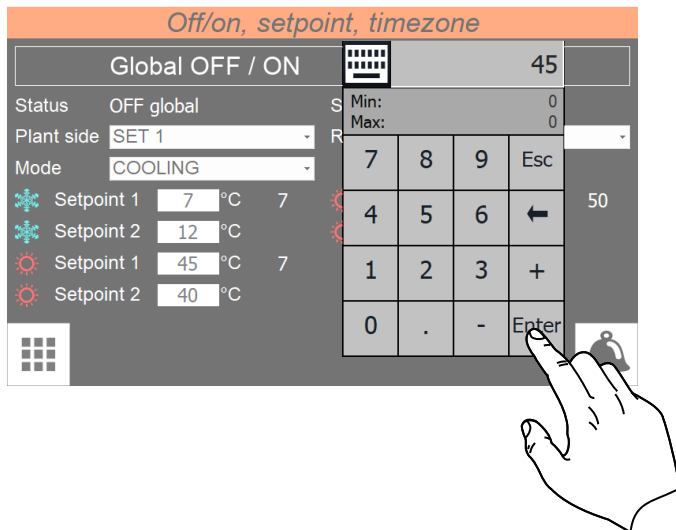 Off/on, setpoint, timezone
Global OFF / ON
45
Min: 0
Max: 0
Status OFF global S
Plant side SET 1 R
Mode COOLING
Setpoint 1 7 °C 7 50
Setpoint 2 12 °C
Setpoint 1 45 °C 7
Setpoint 2 40 °C
7 8 9 Esc
4 5 6
1 2 3 +
0 . - Enter